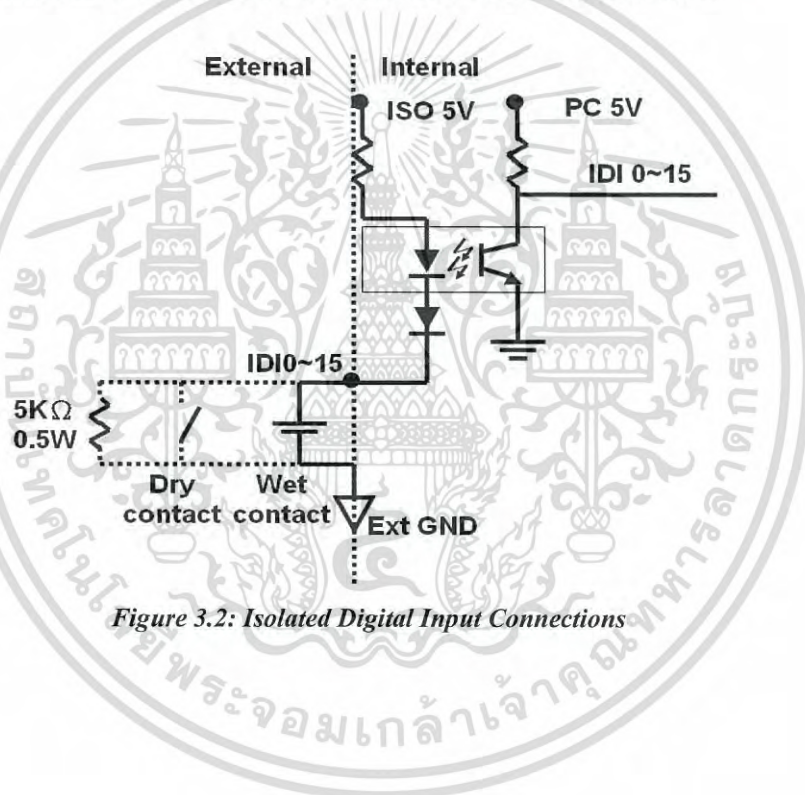 External Internal
ISO 5V PC 5V
IDI 0~15
IDI0~15
5KΩ
0.5W
Dry Wet
contact contact
Ext GND
Figure 3.2: Isolated Digital Input Connections